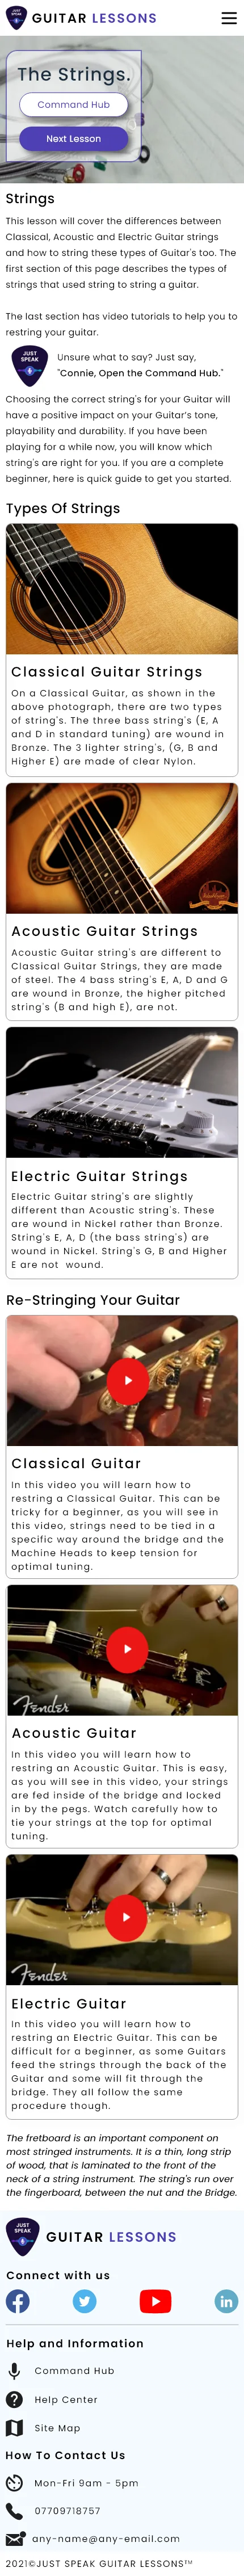 JUST
SPEAK
GUITAR LESSONS
The Strings.
Command Hub
Next Lesson
Strings
This lesson will cover the differences between
Classical, Acoustic and Electric Guitar strings
and how to string these types of Guitar's too. The
first section of this page describes the types of
strings that used string to string a guitar.
The last section has video tutorials to help you to
restring your guitar.
JUST
SPEAK
Unsure what to say? Just say,
"Connie, Open the Command Hub."
Choosing the correct string's for your Guitar will
have a positive impact on your Guitar's tone,
playability and durability. If you have been
playing for a while now, you will know which
string's are right for you. If you are a complete
beginner, here is quick guide to get you started.
Types Of Strings
Classical Guitar Strings
On a Classical Guitar, as shown in the
above photograph, there are two types
of string's. The three bass string's (E, A
and D in standard tuning) are wound in
Bronze. The 3 lighter string's, (G, B and
Higher E) are made of clear Nylon.
Acoustic Guitar Strings
Acoustic Guitar string's are different to
Classical Guitar Strings, they are made
of steel. The 4 bass string's E, A, D and G
are wound in Bronze, the higher pitched
string's (B and high E), are not.
Electric Guitar Strings
Electric Guitar string's are slightly
different than Acoustic string's. These
are wound in Nickel rather than Bronze.
String's E, A, D (the bass string's) are
wound in Nickel. String's G, B and Higher
E are not wound.
Re-Stringing Your Guitar
Classical Guitar
In this video you will learn how to
restring a Classical Guitar. This can be
tricky for a beginner, as you will see in
this video, strings need to be tied in a
specific way around the bridge and the
Machine Heads to keep tension for
optimal tuning.
Fender
Acoustic Guitar
In this video you will learn how to
restring an Acoustic Guitar. This is easy,
as you will see in this video, your strings
are fed inside of the bridge and locked
in by the pegs. Watch carefully how to
tie your strings at the top for optimal
tuning.
Fender
Electric Guitar
In this video you will learn how to
restring an Electric Guitar. This can be
difficult for a beginner, as some Guitars
feed the strings through the back of the
Guitar and some will fit through the
bridge. They all follow the same
procedure though.
The fretboard is an important component on
most stringed instruments. It is a thin, long strip
of wood, that is laminated to the front of the
neck of a string instrument. The string's run over
the fingerboard, between the nut and the Bridge.
JUST
SPEAK
GUITAR LESSONS
Connect with us
in
Help and Information
Command Hub
Help Center
Site Map
How To Contact Us
Mon-Fri 9am - 5pm
07709718757
any-name@any-email.com
2021©JUST SPEAK GUITAR LESSONS™